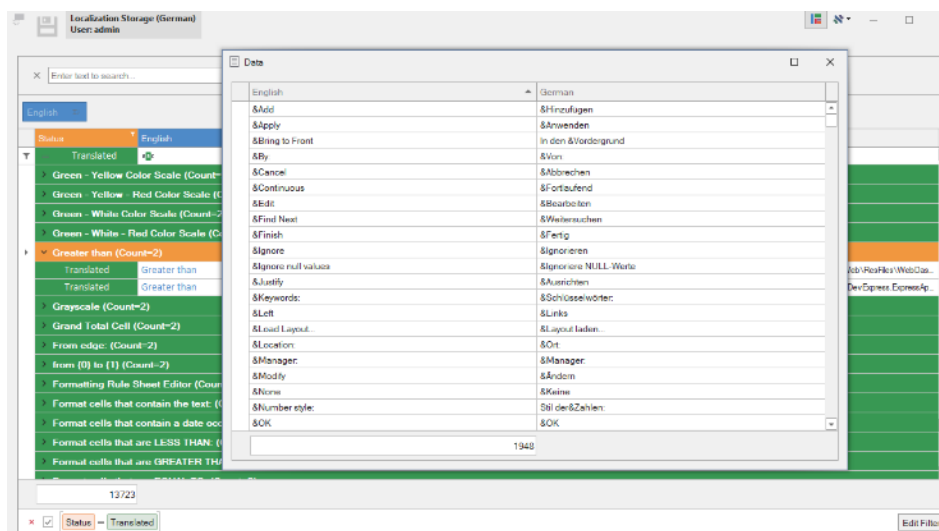 Localization Storage (German)
User: admin
Data
Enter text to search...
English
Status English
Translated
Green - Yellow Color Scale (Count=
Green - Yellow - Red Color Scale (C
Green - White Color Scale (Count=2
Green - White - Red Color Scale (Co
Greater than (Count=2)
Translated Greater than
Translated Greater than
Grayscale (Count=2)
Grand Total Cell (Count=2)
From edge: (Count=2)
from {0} to {1} (Count=2)
Formatting Rule Sheet Editor (Coun
Format cells that contain the text: (
Format cells that contain a date occ
Format cells that are LESS THAN: (
Format cells that are GREATER THA
English German
&Add &Hinzufügen
&Apply &Anwenden
&Bring to Front In den &Vordergrund
&By &Von:
&Cancel &Abbrechen
&Continuous &Fortlaufend
&Edit &Bearbeiten
&Find Next &Weitersuchen
&Finish &Fertig
&Ignore &Ignorieren
&Ignore null values &Ignoriere NULL-Werte
&Justify &Ausrichten
&Keywords: &Schlüsselwörter:
&Left &Links
&Load Layout... &Layout laden...
&Location: &Ort:
&Manager: &Manager:
&Modify &Ändern
&None &Keine
&Number style: Stil der&Zahlen:
&OK &OK
1948
eb\ResFiles\WebDas...
DevExpress.ExpressAp...
13723
Status = Translated
Edit Filte